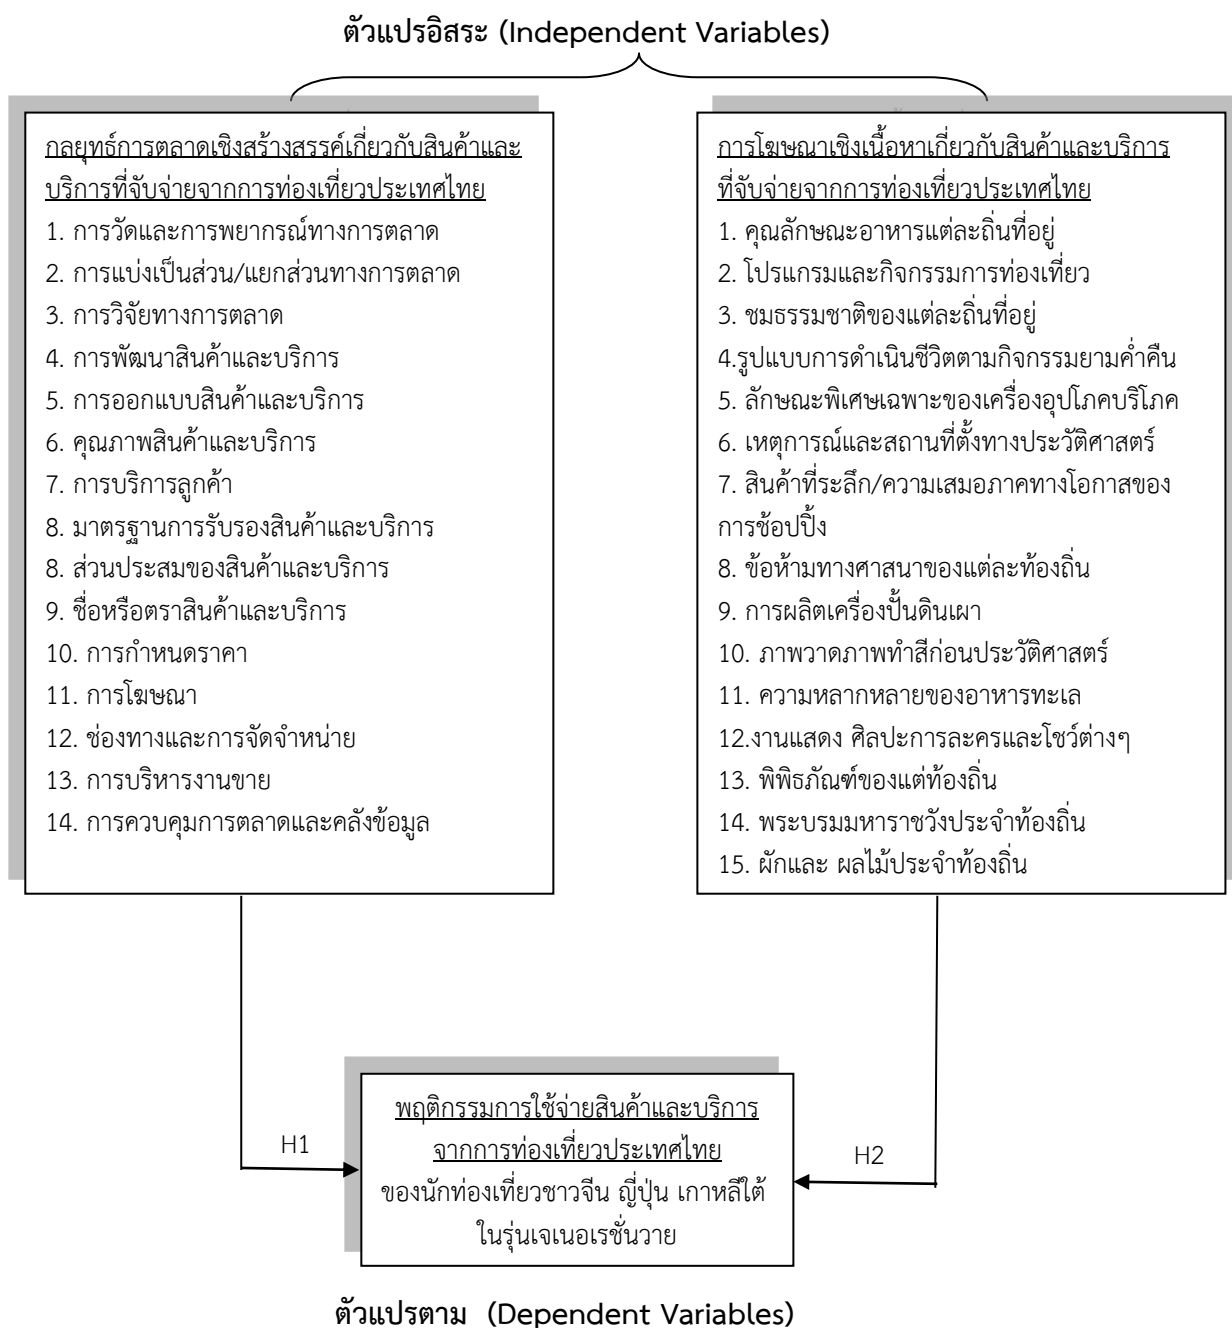 ตัวแปรอิสระ (Independent Variables)
กลยุทธ์การตลาดเชิงสร้างสรรค์เกี่ยวกับสินค้าและ
บริการที่จับจ่ายจากการท่องเที่ยวประเทศไทย
1. การวัดและการพยากรณ์ทางการตลาด
2. การแบ่งเป็นส่วน/แยกส่วนทางการตลาด
3. การวิจัยทางการตลาด
4. การพัฒนาสินค้าและบริการ
5. การออกแบบสินค้าและบริการ
6. คุณภาพสินค้าและบริการ
7. การบริการลูกค้า
8. มาตรฐานการรับรองสินค้าและบริการ
8. ส่วนประสมของสินค้าและบริการ
9. ชื่อหรือตราสินค้าและบริการ
10. การกำหนดราคา
11. การโฆษณา
12. ช่องทางและการจัดจำหน่าย
13. การบริหารงานขาย
14. การควบคุมการตลาดและคลังข้อมูล
การโฆษณาเชิงเนื้อหาเกี่ยวกับสินค้าและบริการ
ที่จับจ่ายจากการท่องเที่ยวประเทศไทย
1. คุณลักษณะอาหารแต่ละถิ่นที่อยู่
2. โปรแกรมและกิจกรรมการท่องเที่ยว
3. ชมธรรมชาติของแต่ละถิ่นที่อยู่
4.รูปแบบการดำเนินชีวิตตามกิจกรรมยามค่ำคืน
5. ลักษณะพิเศษเฉพาะของเครื่องอุปโภคบริโภค
6. เหตุการณ์และสถานที่ตั้งทางประวัติศาสตร์
7. สินค้าที่ระลึก/ความเสมอภาคทางโอกาสของ
การช้อปปิ้ง
8. ข้อห้ามทางศาสนาของแต่ละท้องถิ่น
9. การผลิตเครื่องปั้นดินเผา
10. ภาพวาดภาพทำสีก่อนประวัติศาสตร์
11. ความหลากหลายของอาหารทะเล
12.งานแสดง ศิลปะการละครและโชว์ต่างๆ
13. พิพิธภัณฑ์ของแต่ท้องถิ่น
14. พระบรมมหาราชวังประจำท้องถิ่น
15. ผักและ ผลไม้ประจำท้องถิ่น
H1
H2
พฤติกรรมการใช้จ่ายสินค้าและบริการ
จากการท่องเที่ยวประเทศไทย
ของนักท่องเที่ยวชาวจีน ญี่ปุ่น เกาหลีใต้
ในรุ่นเจเนอเรชั่นวาย
ตัวแปรตาม (Dependent Variables)